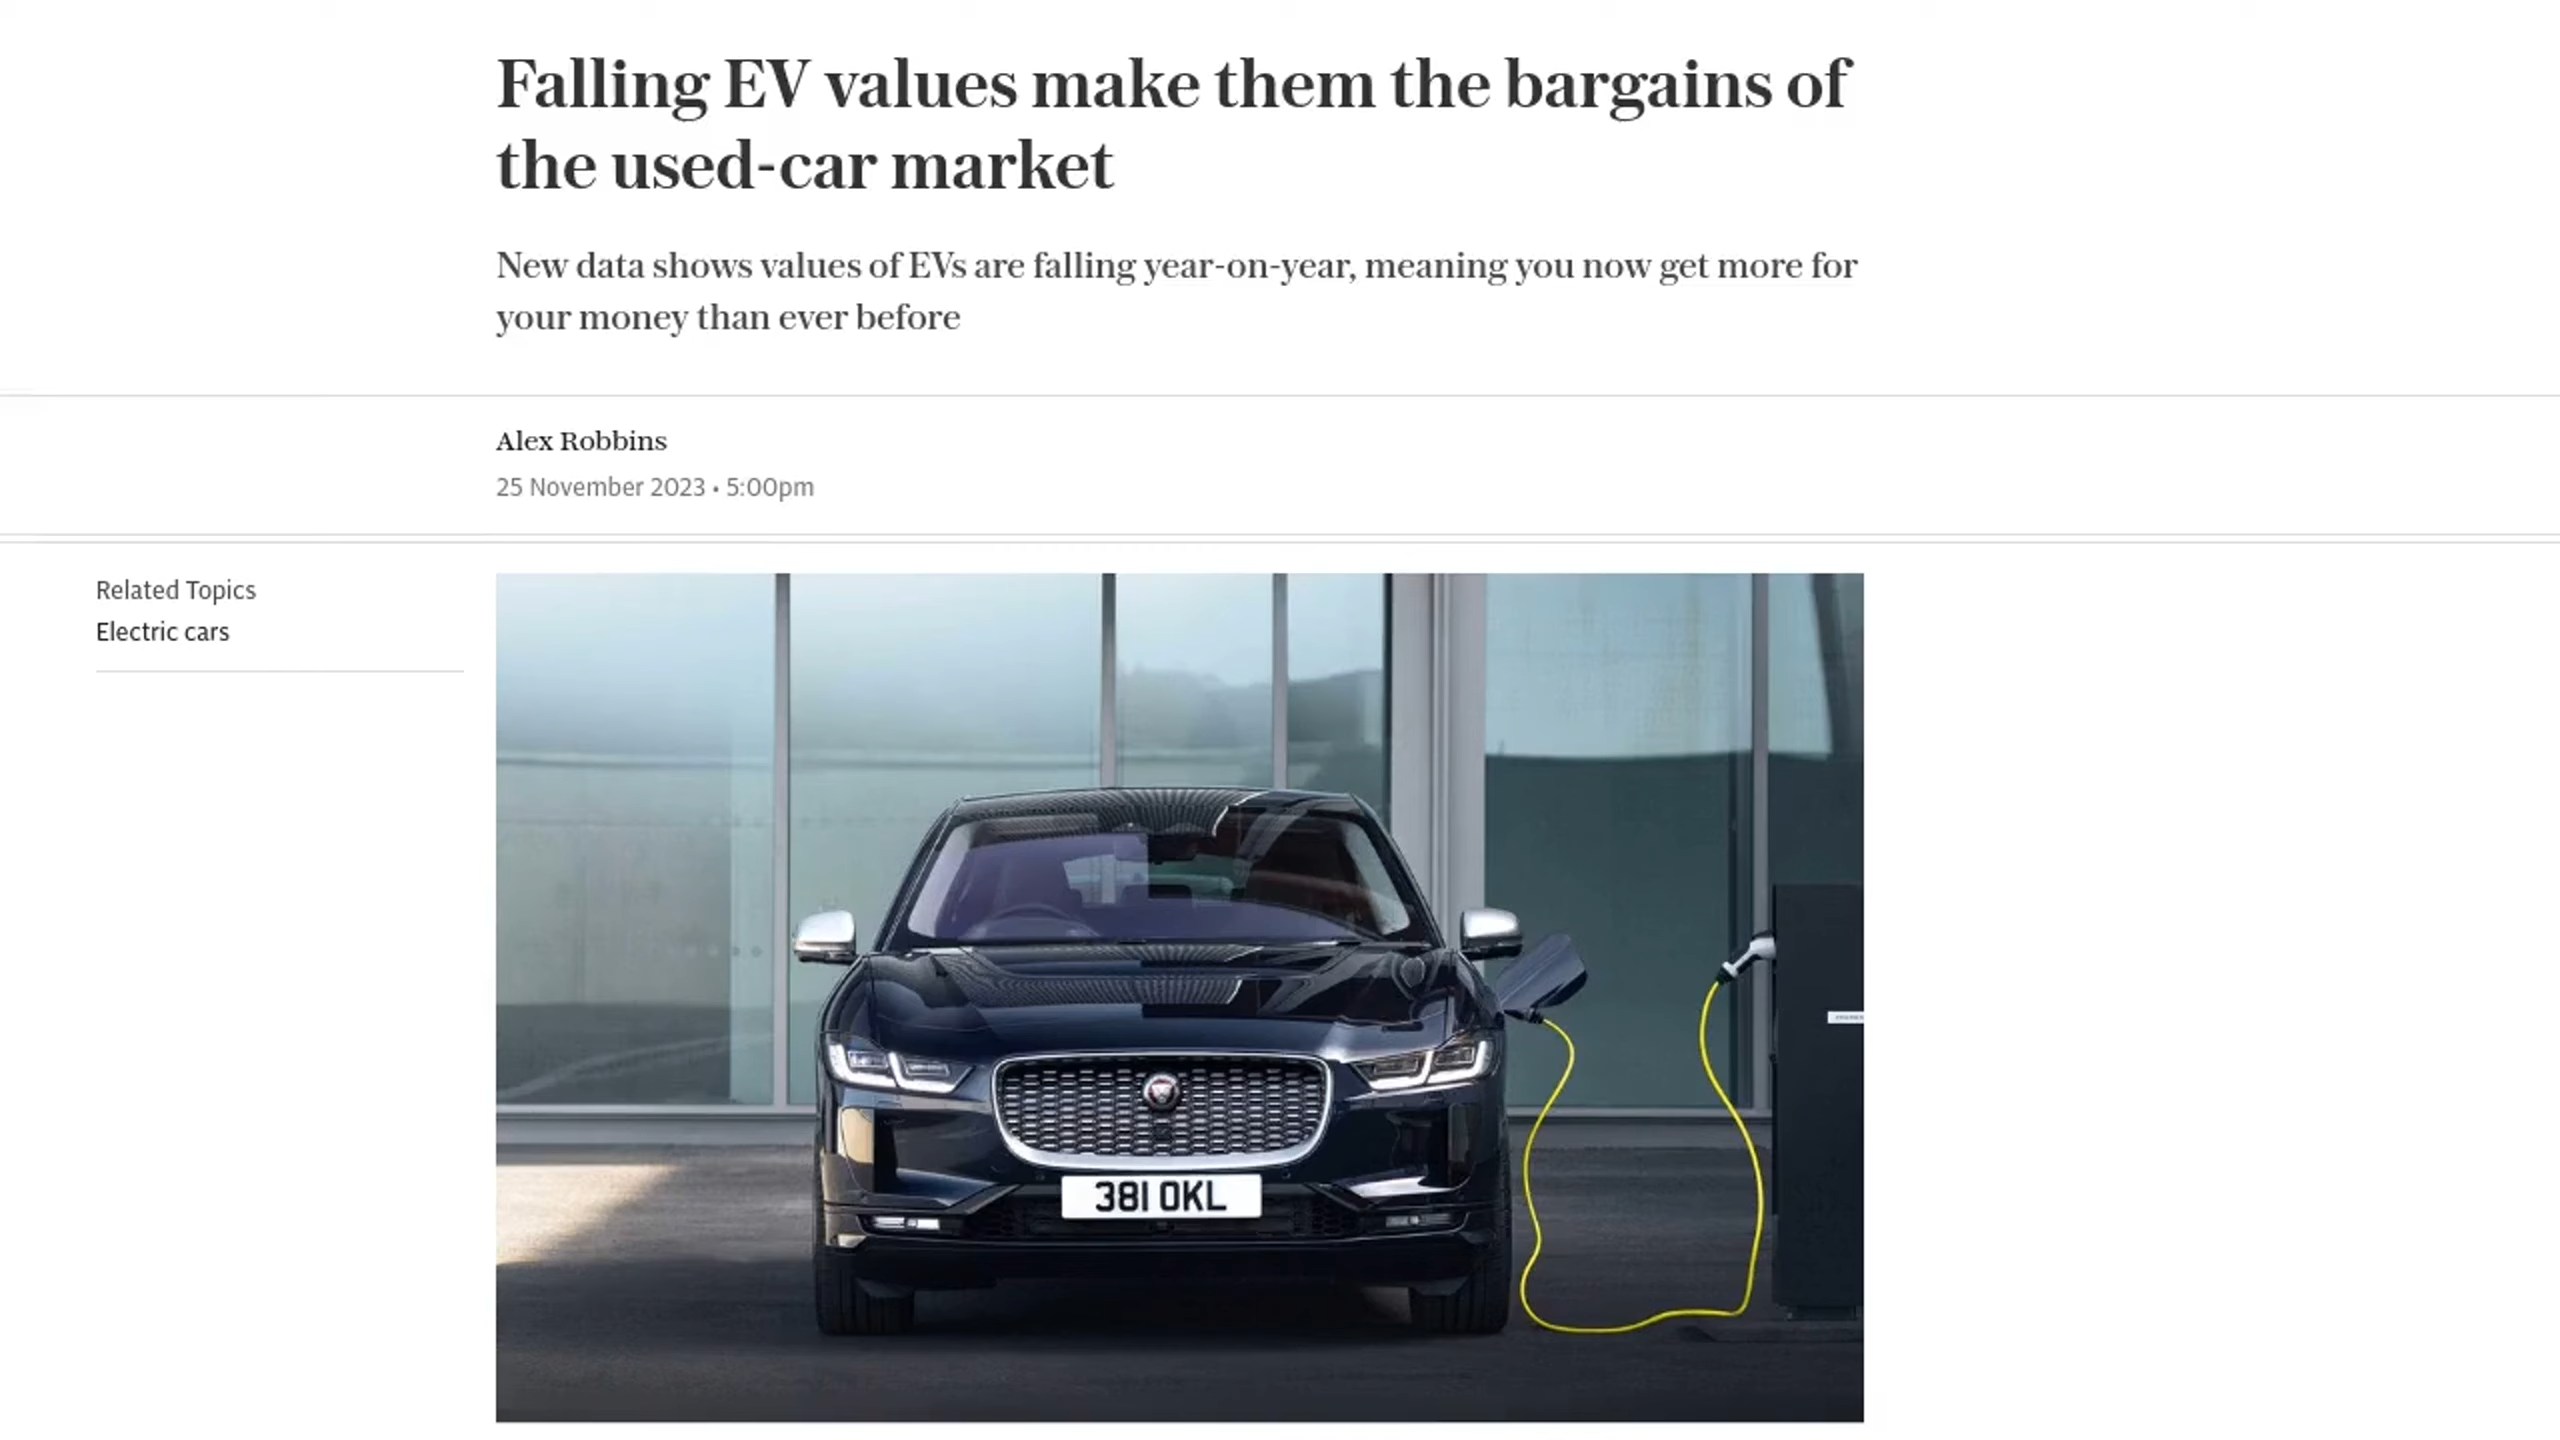 Falling EV values make them the bargains of
the used-car market
New data shows values of EVs are falling year-on-year, meaning you now get more for
your money than ever before
Alex Robbins
25 November 2023 • 5:00pm
Related Topics
Electric cars
381 OKL